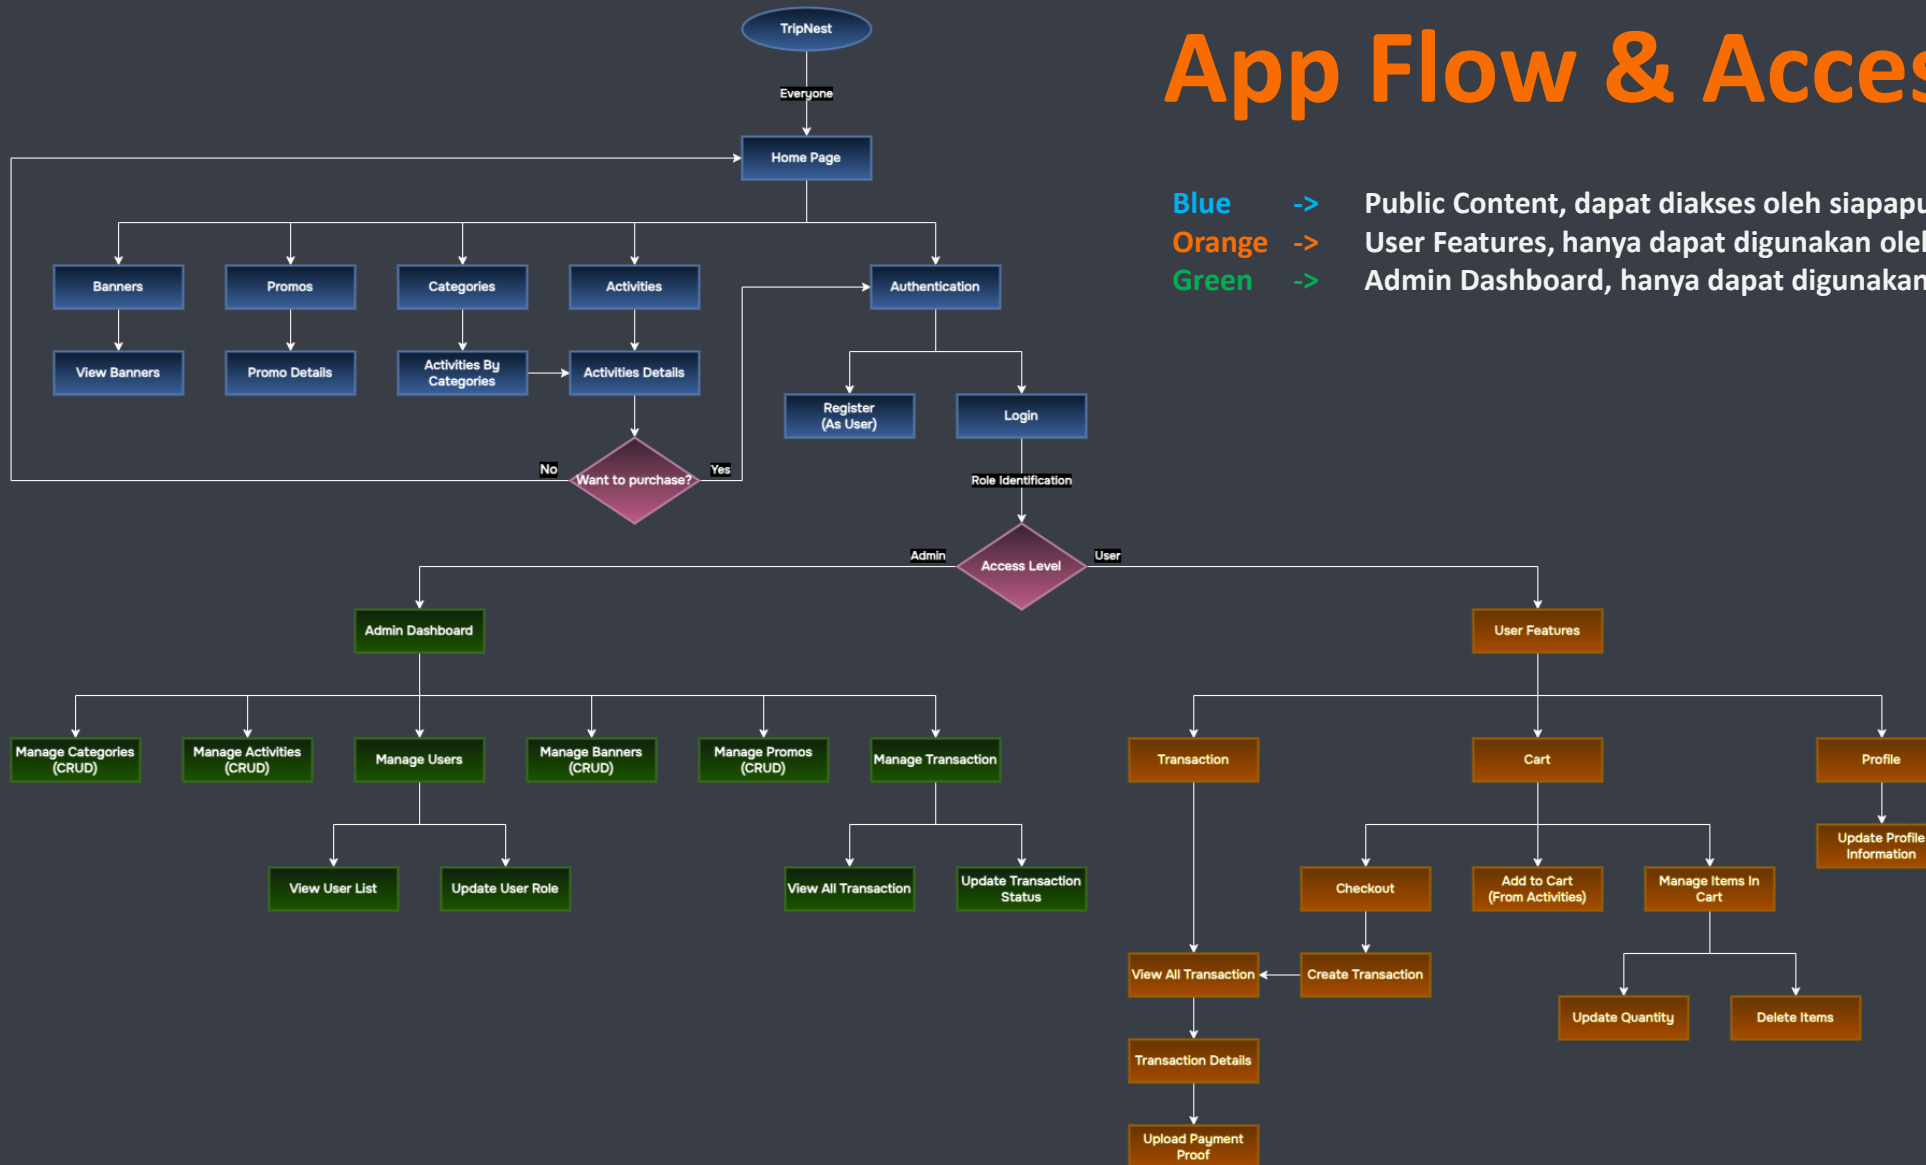 TripNest
App Flow & Acces
Everyone
Home Page
Blue -> Public Content, dapat diakses oleh siapapu
Orange -> User Features, hanya dapat digunakan oleh
Green -> Admin Dashboard, hanya dapat digunakan
Banners
Promos
Categories
Activities
Authentication
View Banners
Promo Details
Activities By
Categories
Activities Details
Register
(As User)
Login
No
Want to purchase?
Yes
Role Identification
Admin
Access Level
User
Admin Dashboard
User Features
Manage Categories
(CRUD)
Manage Activities
(CRUD)
Manage Users
Manage Banners
(CRUD)
Manage Promos
(CRUD)
Manage Transaction
Transaction
Cart
Profile
Update Profile
Information
View User List
Update User Role
View All Transaction
Update Transaction
Status
Checkout
Add to Cart
(From Activities)
Manage Items In
Cart
View All Transaction
Create Transaction
Update Quantity
Delete Items
Transaction Details
Upload Payment
Proof